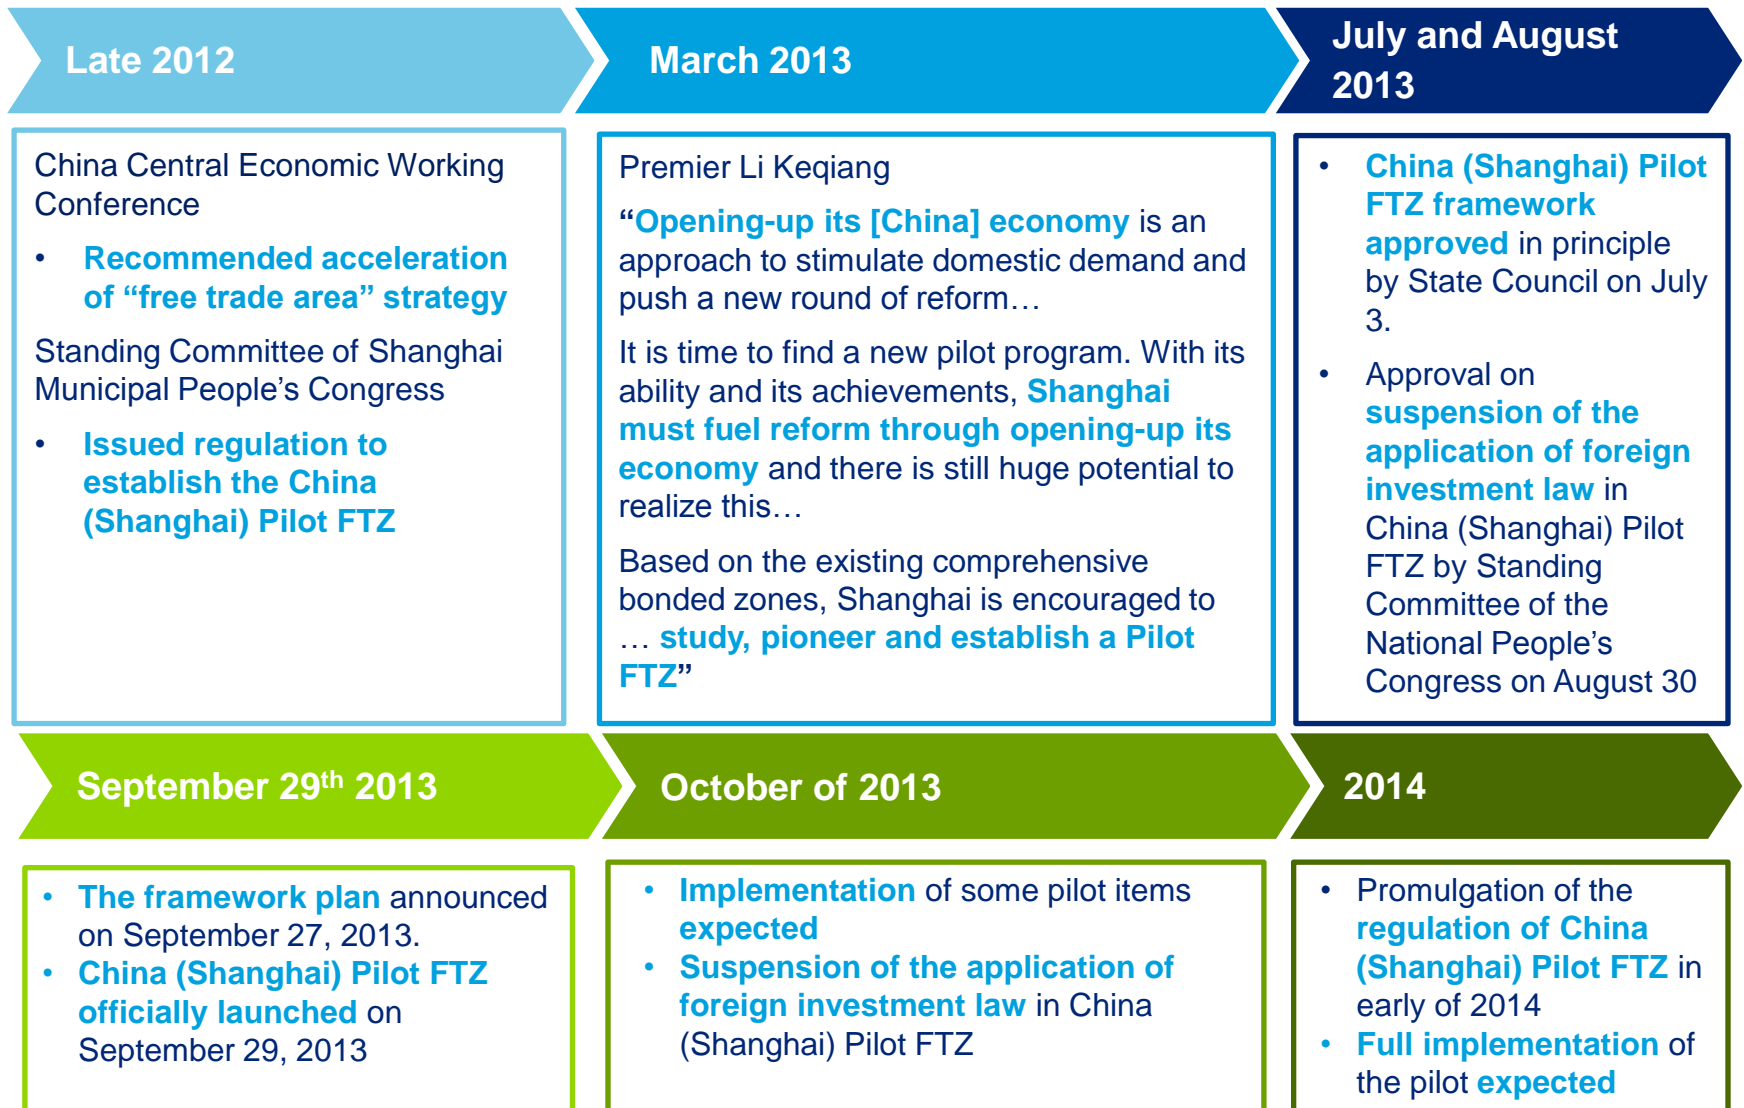 Late 2012
China Central Economic Working
Conference
• Recommended acceleration
of “free trade area” strategy
Standing Committee of Shanghai
Municipal People’s Congress
• Issued regulation to
establish the China
(Shanghai) Pilot FTZ
March 2013
Premier Li Keqiang
“Opening-up its [China] economy is an
approach to stimulate domestic demand and
push a new round of reform…
It is time to find a new pilot program. With its
ability and its achievements, Shanghai
must fuel reform through opening-up its
economy and there is still huge potential to
realize this…
Based on the existing comprehensive
bonded zones, Shanghai is encouraged to
… study, pioneer and establish a Pilot
FTZ”
July and August
2013
• China (Shanghai) Pilot
FTZ framework
approved in principle
by State Council on July
3.
• Approval on
suspension of the
application of foreign
investment law in
China (Shanghai) Pilot
FTZ by Standing
Committee of the
National People’s
Congress on August 30
September 29th 2013
• The framework plan announced
on September 27, 2013.
• China (Shanghai) Pilot FTZ
officially launched on
September 29, 2013
October of 2013
• Implementation of some pilot items
expected
• Suspension of the application of
foreign investment law in China
(Shanghai) Pilot FTZ
2014
• Promulgation of the
regulation of China
(Shanghai) Pilot FTZ in
early of 2014
• Full implementation of
the pilot expected